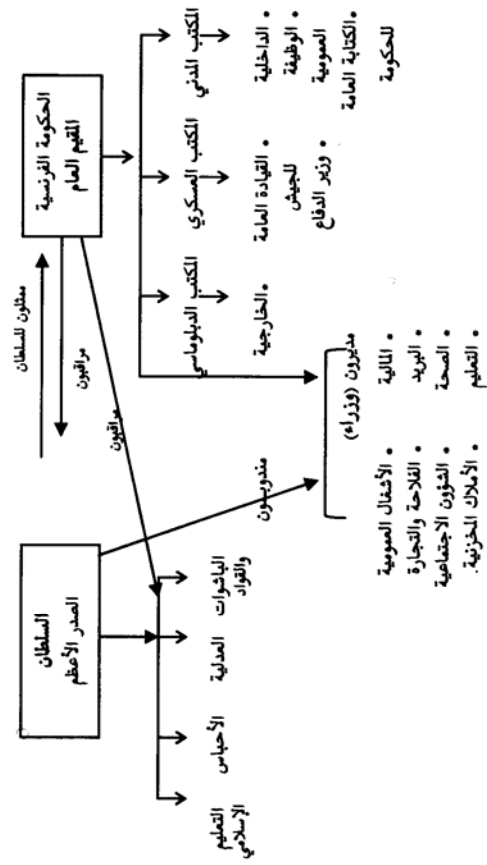 الحكومة الفرنسية
المقيم العام
السلطان
الصدر الأعظم
ممثلون للسلطان
مراقبون
مراقبون
مندوبون
المكتب المدني
المكتب العسكري
المكتب الدبلوماسي
• الداخلية
• الوظيفة
العمومية
• الكتابة العامة
للحكومة
• القيادة العامة
للجيش
• وزير الدفاع
• الخارجية
الباشوات
والقواد
العدلية
الأحباس
التعليم
الإسلامي
مديرون (وزراء)
• المالية
• البريد
• الصحة
• التعليم
• الأشغال العمومية
• الفلاحة والتجارة
• الشؤون الاجتماعية
• الأملاك المخزنية.